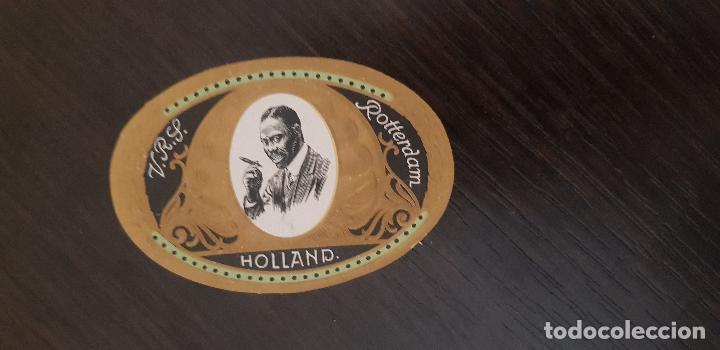 V.R.S.
Rotterdam
HOLLAND.
todocoleccion